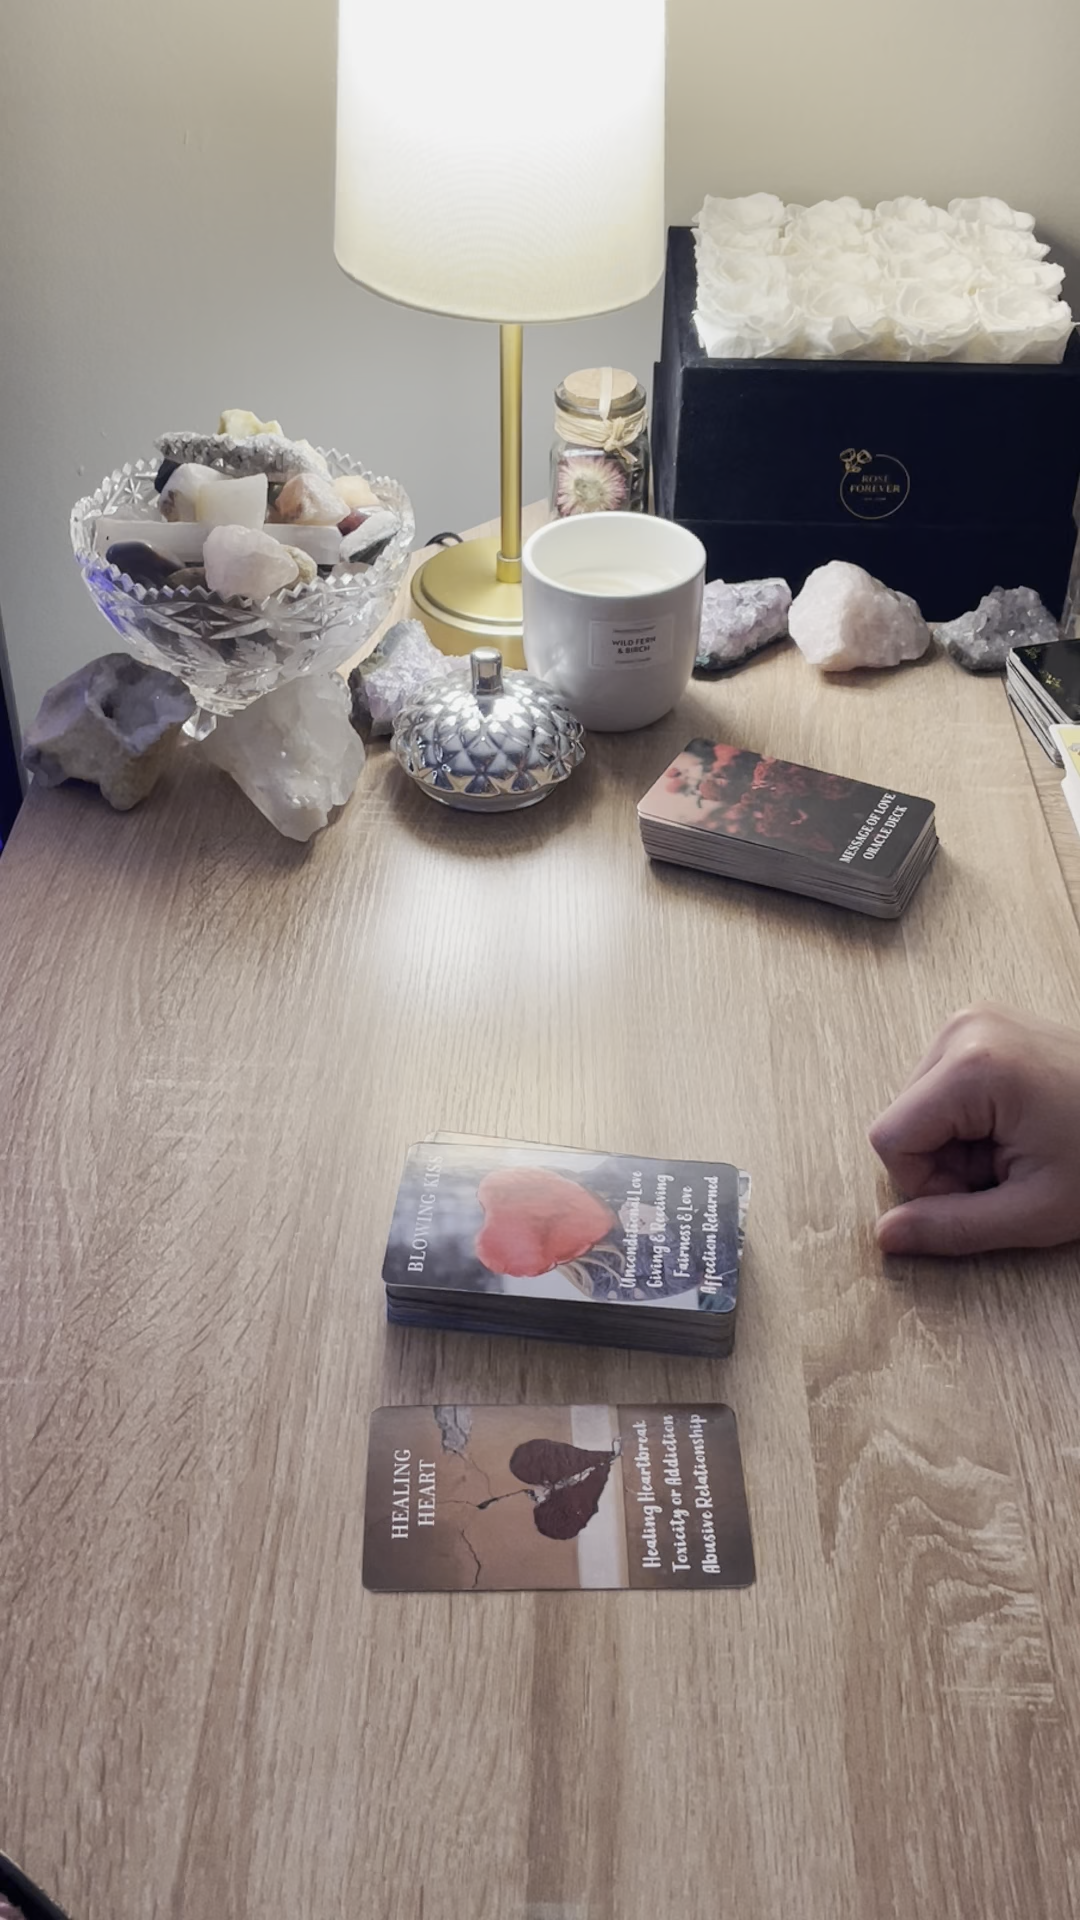 ROSE
FOREVER
WILD FERN
& BIRCH
MESSAGE OF LOVE
ORACLE DECK
BLOWING KISS
Unconditional Love
Giving & Receiving
Fairness & Love
Affection Returned
HEALING
HEART
Healing Heartbreak
Toxicity or Addiction
Abusive Relationship